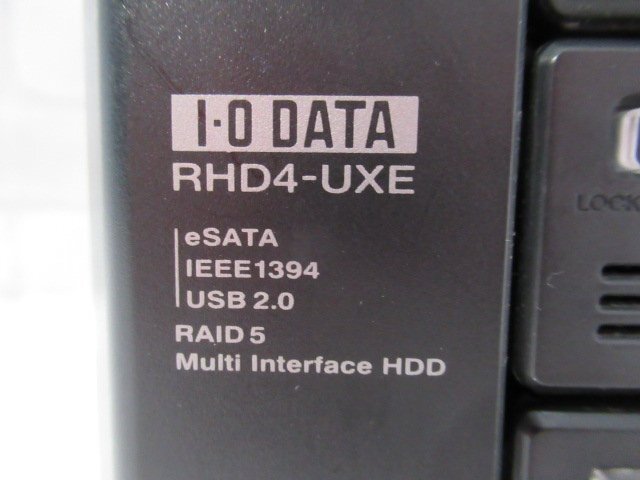 I·O DATA
RHD4-UXE
eSATA
IEEE1394
USB 2.0
RAID 5
Multi Interface HDD
LOCK